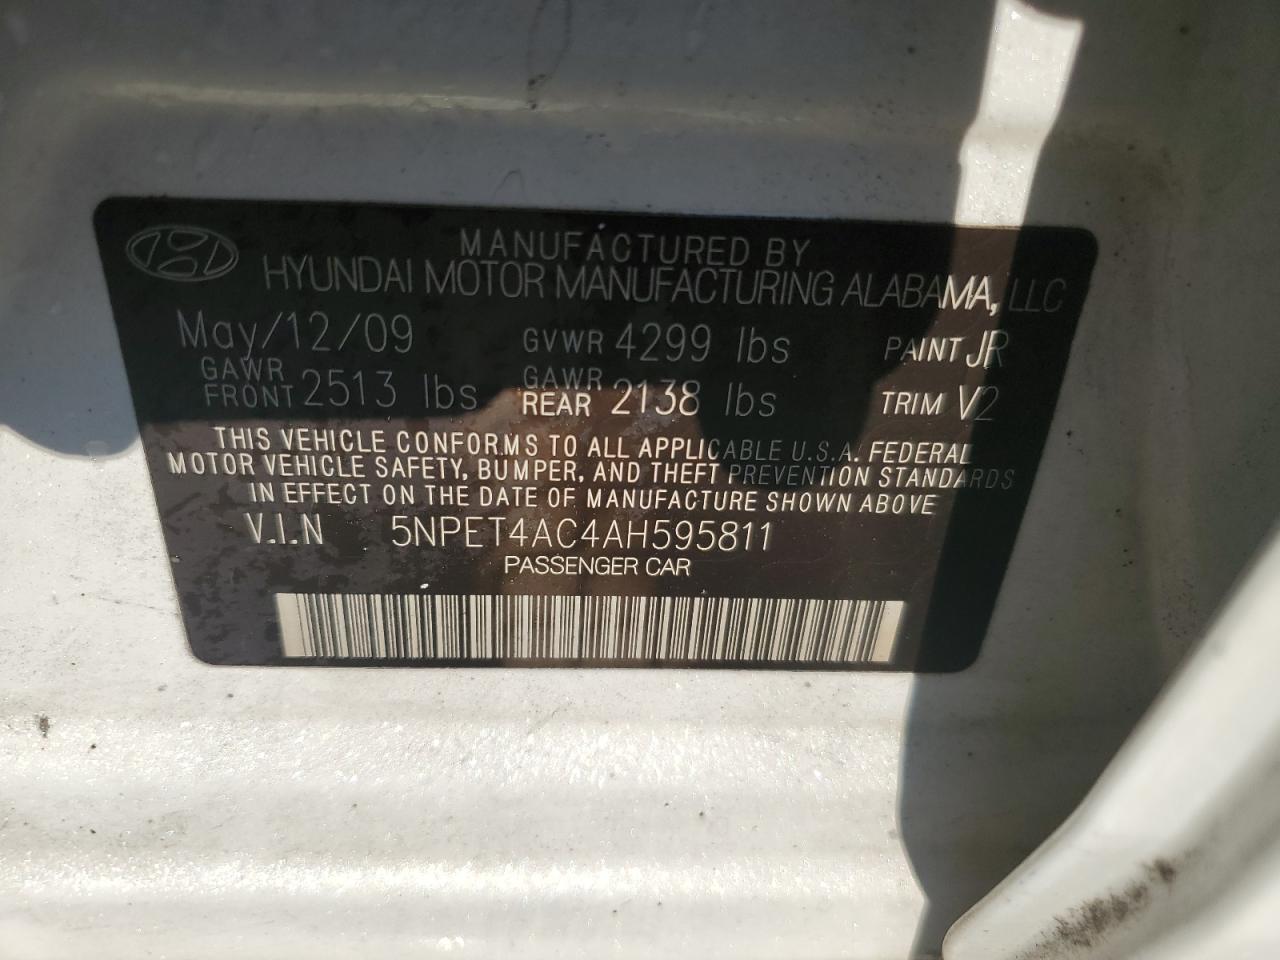 MANUFACTURED BY
HYUNDAI MOTOR MANUFACTURING ALABAMA, LLC
May/12/09 GVWR 4299 lbs PAINT JR
GAWR FRONT 2513 lbs GAWR REAR 2138 lbs TRIM V2
THIS VEHICLE CONFORMS TO ALL APPLICABLE U.S.A. FEDERAL
MOTOR VEHICLE SAFETY, BUMPER, AND THEFT PREVENTION STANDARDS
IN EFFECT ON THE DATE OF MANUFACTURE SHOWN ABOVE
V.I.N 5NPET4AC4AH595811
PASSENGER CAR